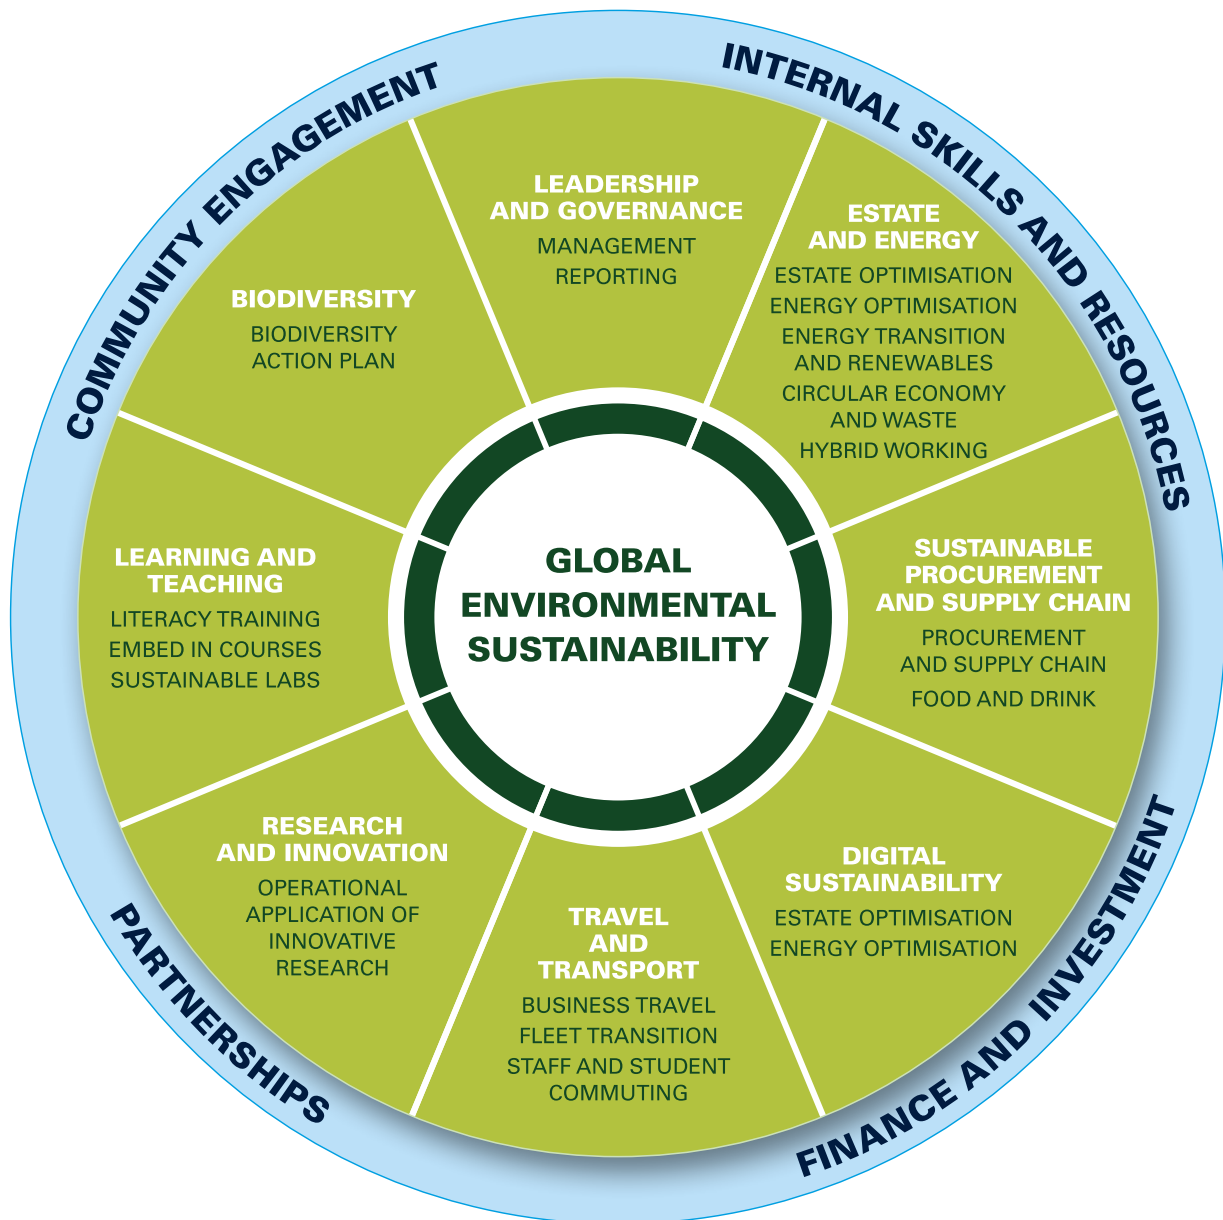 COMMUNITY ENGAGEMENT
INTERNAL SKILLS AND RESOURCES
LEADERSHIP
AND GOVERNANCE
MANAGEMENT
REPORTING
ESTATE
AND ENERGY
ESTATE OPTIMISATION
ENERGY OPTIMISATION
ENERGY TRANSITION
AND RENEWABLES
CIRCULAR ECONOMY
AND WASTE
HYBRID WORKING
SUSTAINABLE
PROCUREMENT
AND SUPPLY CHAIN
PROCUREMENT
AND SUPPLY CHAIN
FOOD AND DRINK
DIGITAL
SUSTAINABILITY
ESTATE OPTIMISATION
ENERGY OPTIMISATION
TRAVEL
AND
TRANSPORT
BUSINESS TRAVEL
FLEET TRANSITION
STAFF AND STUDENT
COMMUTING
RESEARCH
AND INNOVATION
OPERATIONAL
APPLICATION OF
INNOVATIVE
RESEARCH
LEARNING AND
TEACHING
LITERACY TRAINING
EMBED IN COURSES
SUSTAINABLE LABS
BIODIVERSITY
BIODIVERSITY
ACTION PLAN
GLOBAL
ENVIRONMENTAL
SUSTAINABILITY
PARTNERSHIPS
FINANCE AND INVESTMENT